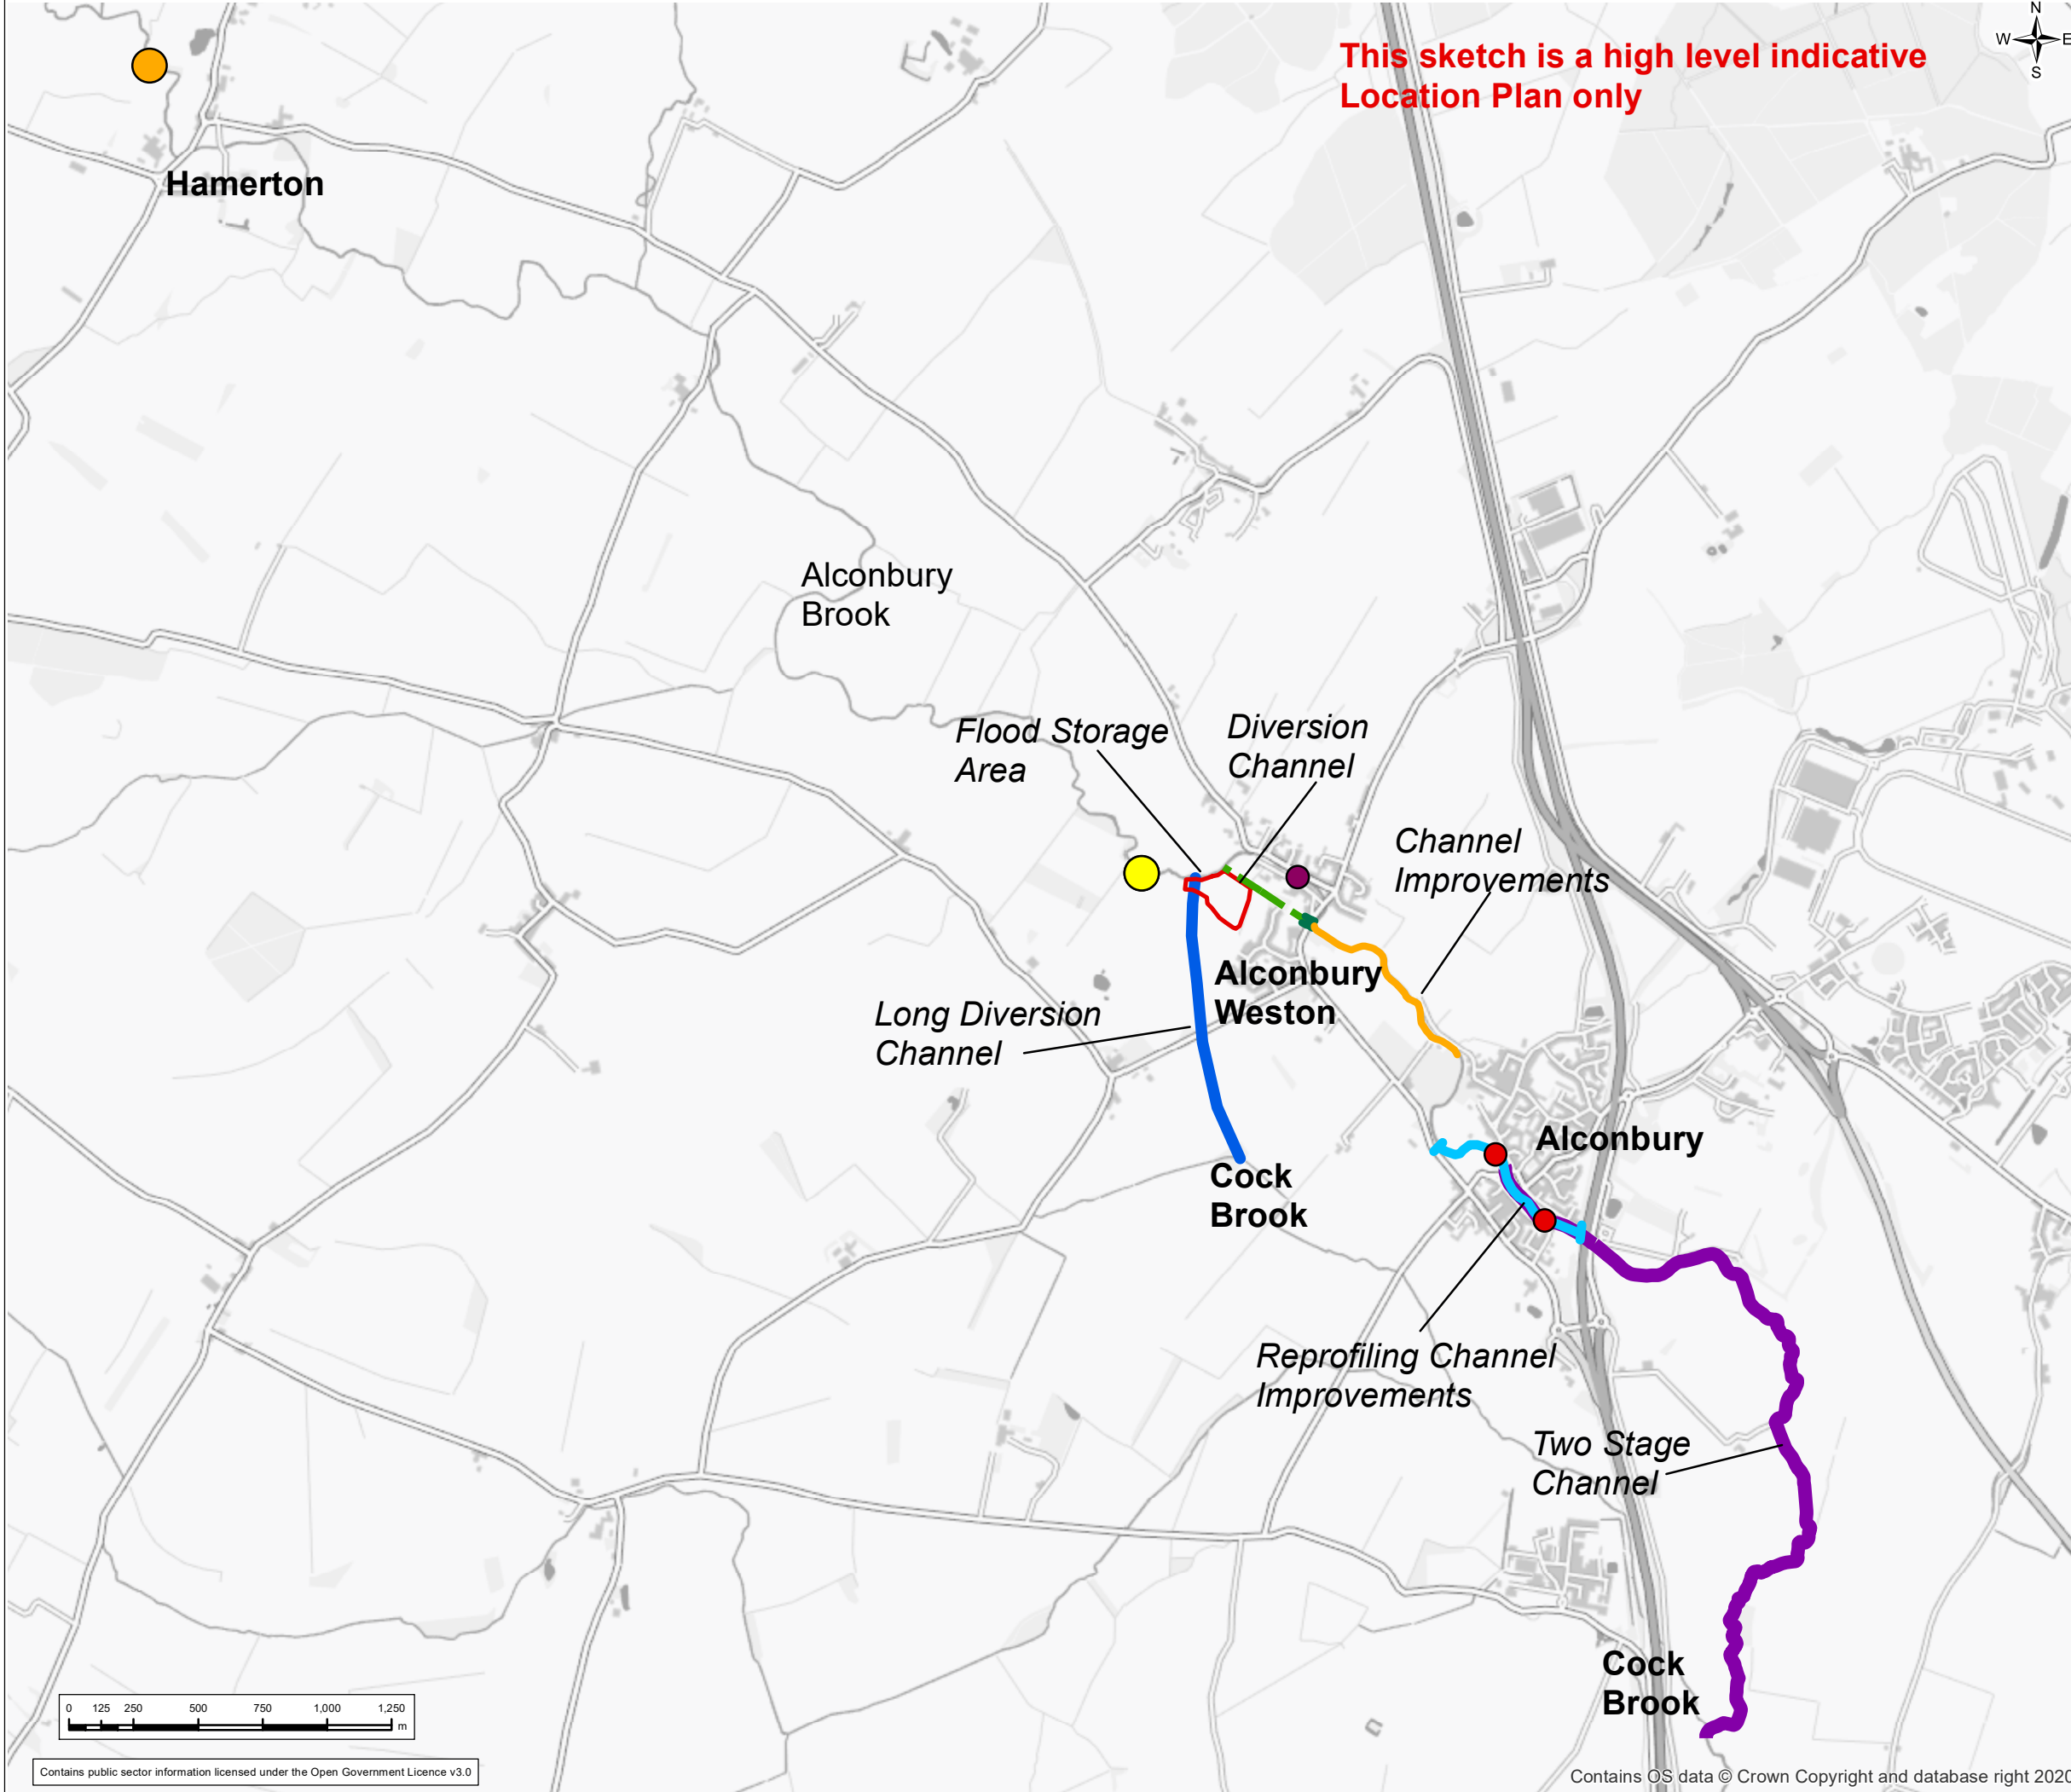 N
W E
S
This sketch is a high level indicative
Location Plan only
Hamerton
Alconbury
Brook
Flood Storage
Area
Diversion
Channel
Channel
Improvements
Alconbury
Weston
Long Diversion
Channel
Alconbury
Cock
Brook
Reprofiling Channel
Improvements
Two Stage
Channel
Cock
Brook
0 125 250 500 750 1,000 1,250
m
Contains public sector information licensed under the Open Government Licence v3.0
Contains OS data © Crown Copyright and database right 2020